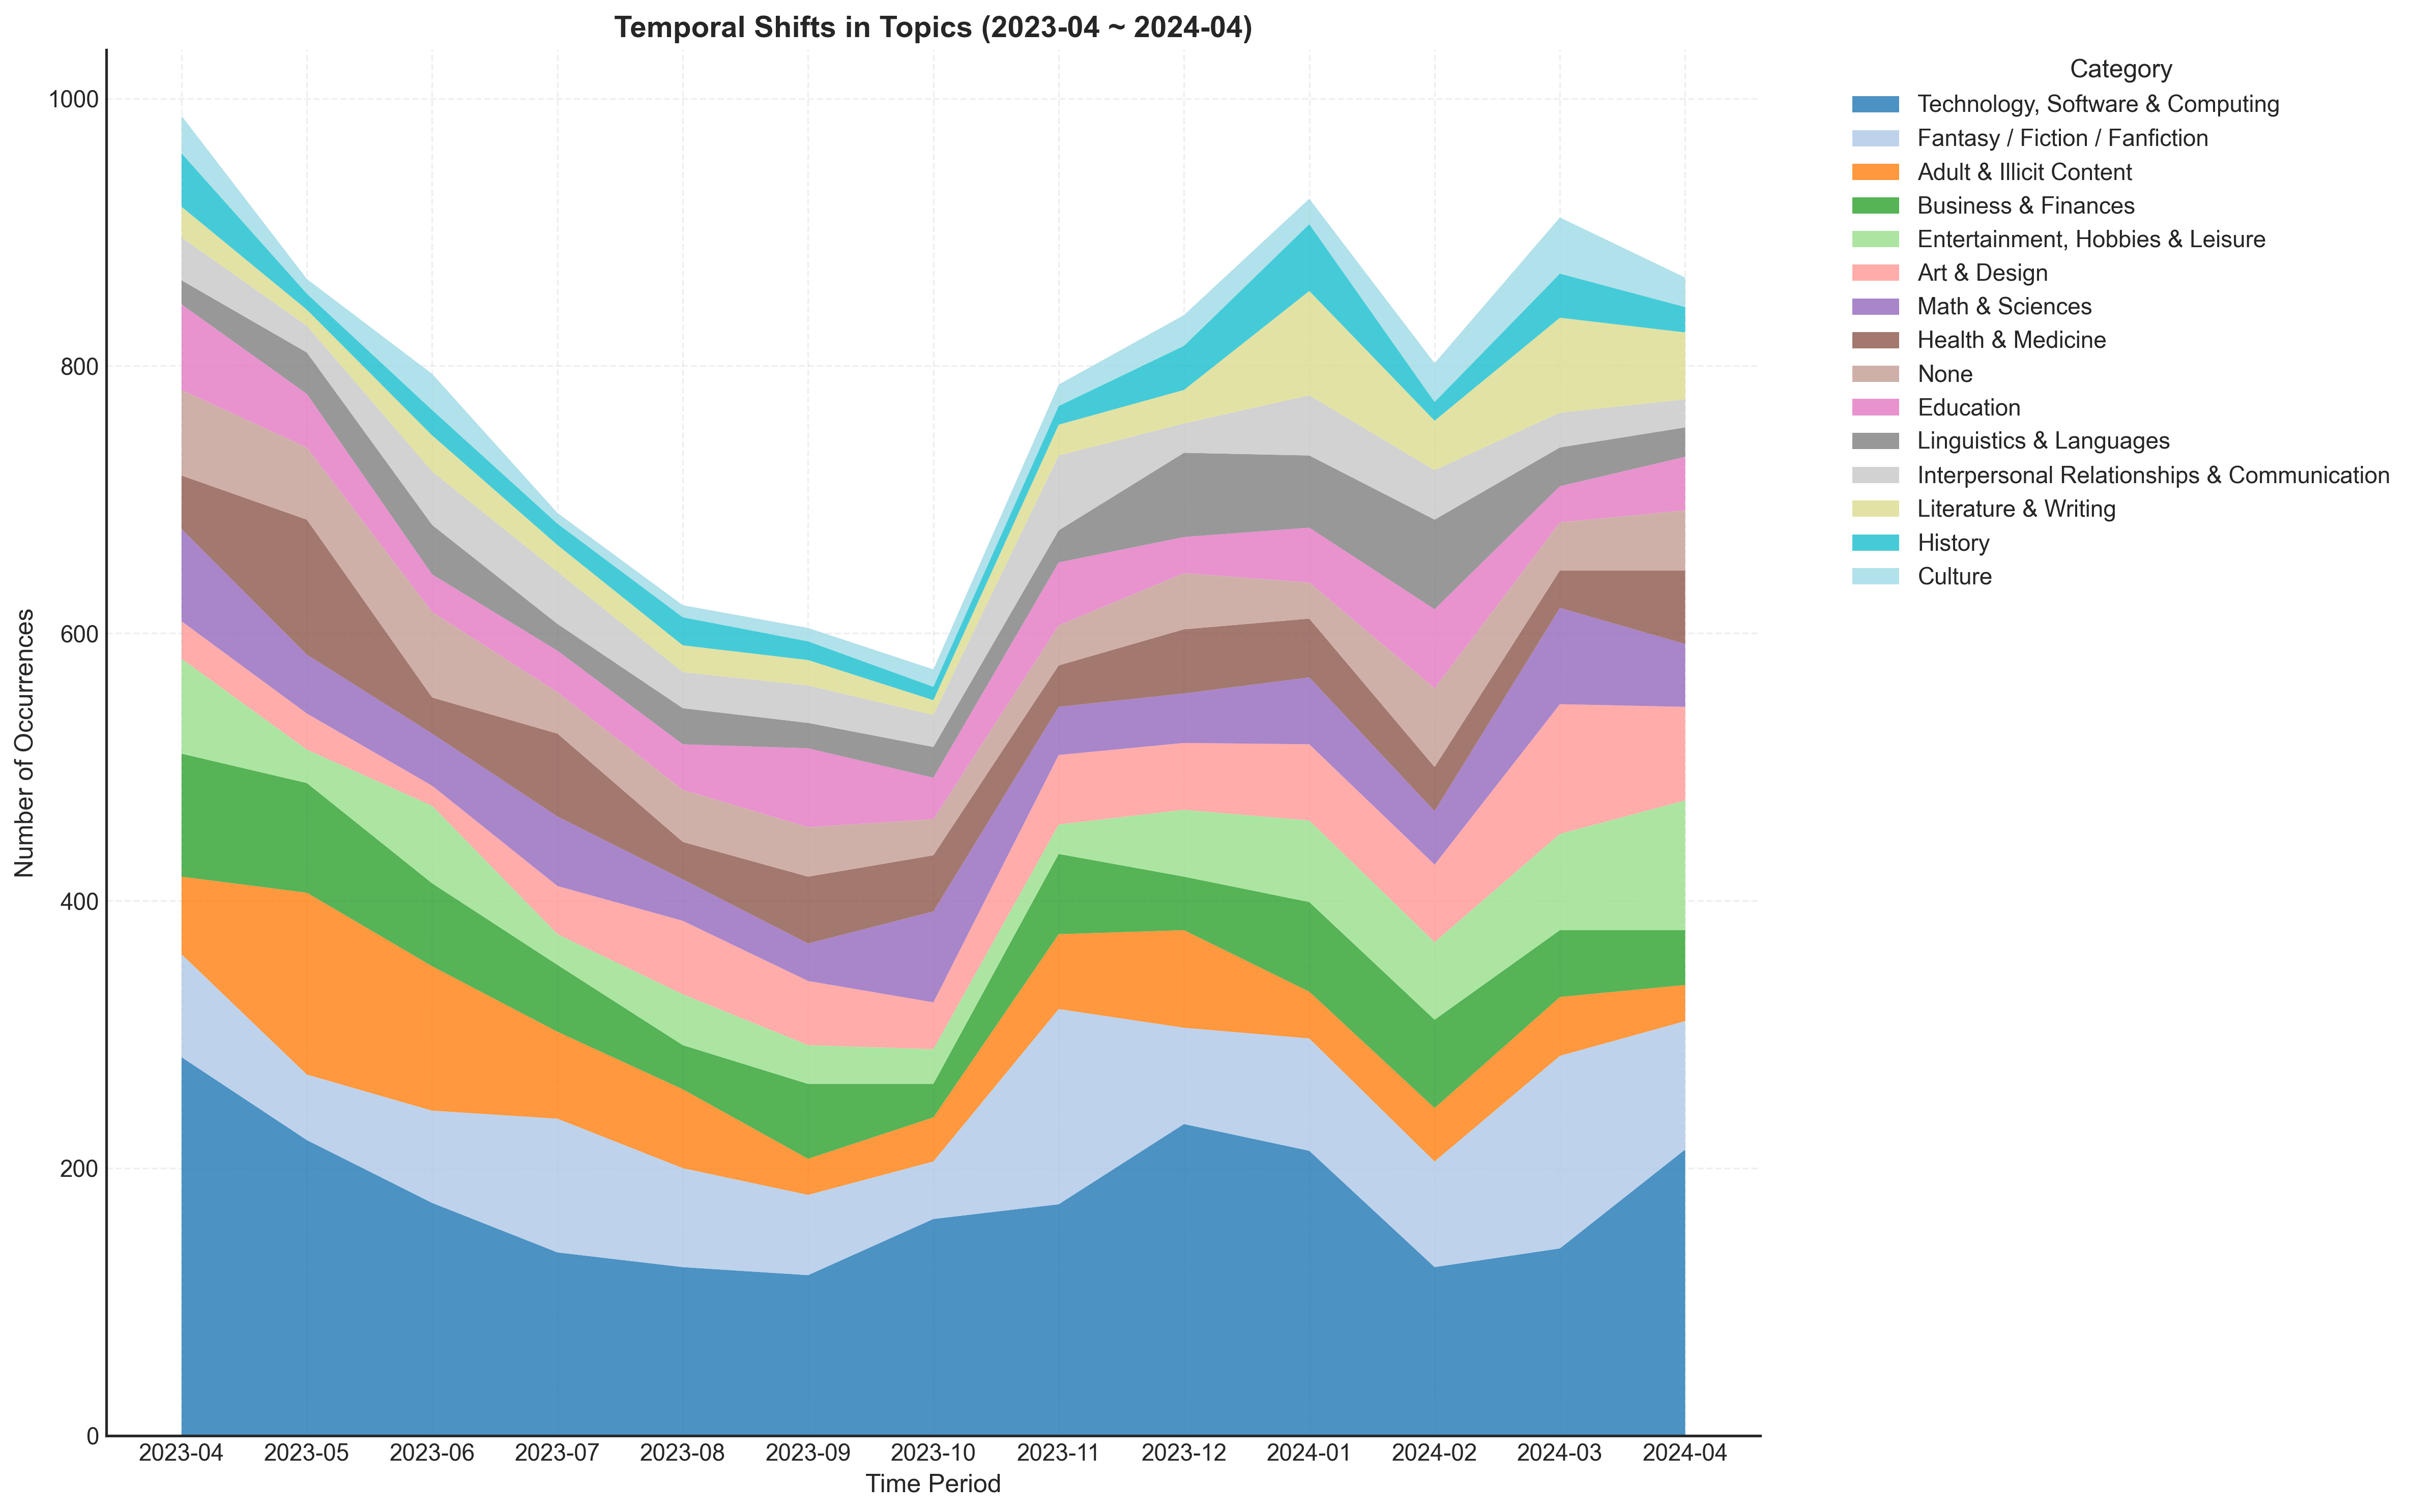 Temporal Shifts in Topics (2023-04 ~ 2024-04)
Number of Occurrences
1000
800
600
400
200
0
2023-04 2023-05 2023-06 2023-07 2023-08 2023-09 2023-10 2023-11 2023-12 2024-01 2024-02 2024-03 2024-04
Time Period
Category
Technology, Software & Computing
Fantasy / Fiction / Fanfiction
Adult & Illicit Content
Business & Finances
Entertainment, Hobbies & Leisure
Art & Design
Math & Sciences
Health & Medicine
None
Education
Linguistics & Languages
Interpersonal Relationships & Communication
Literature & Writing
History
Culture